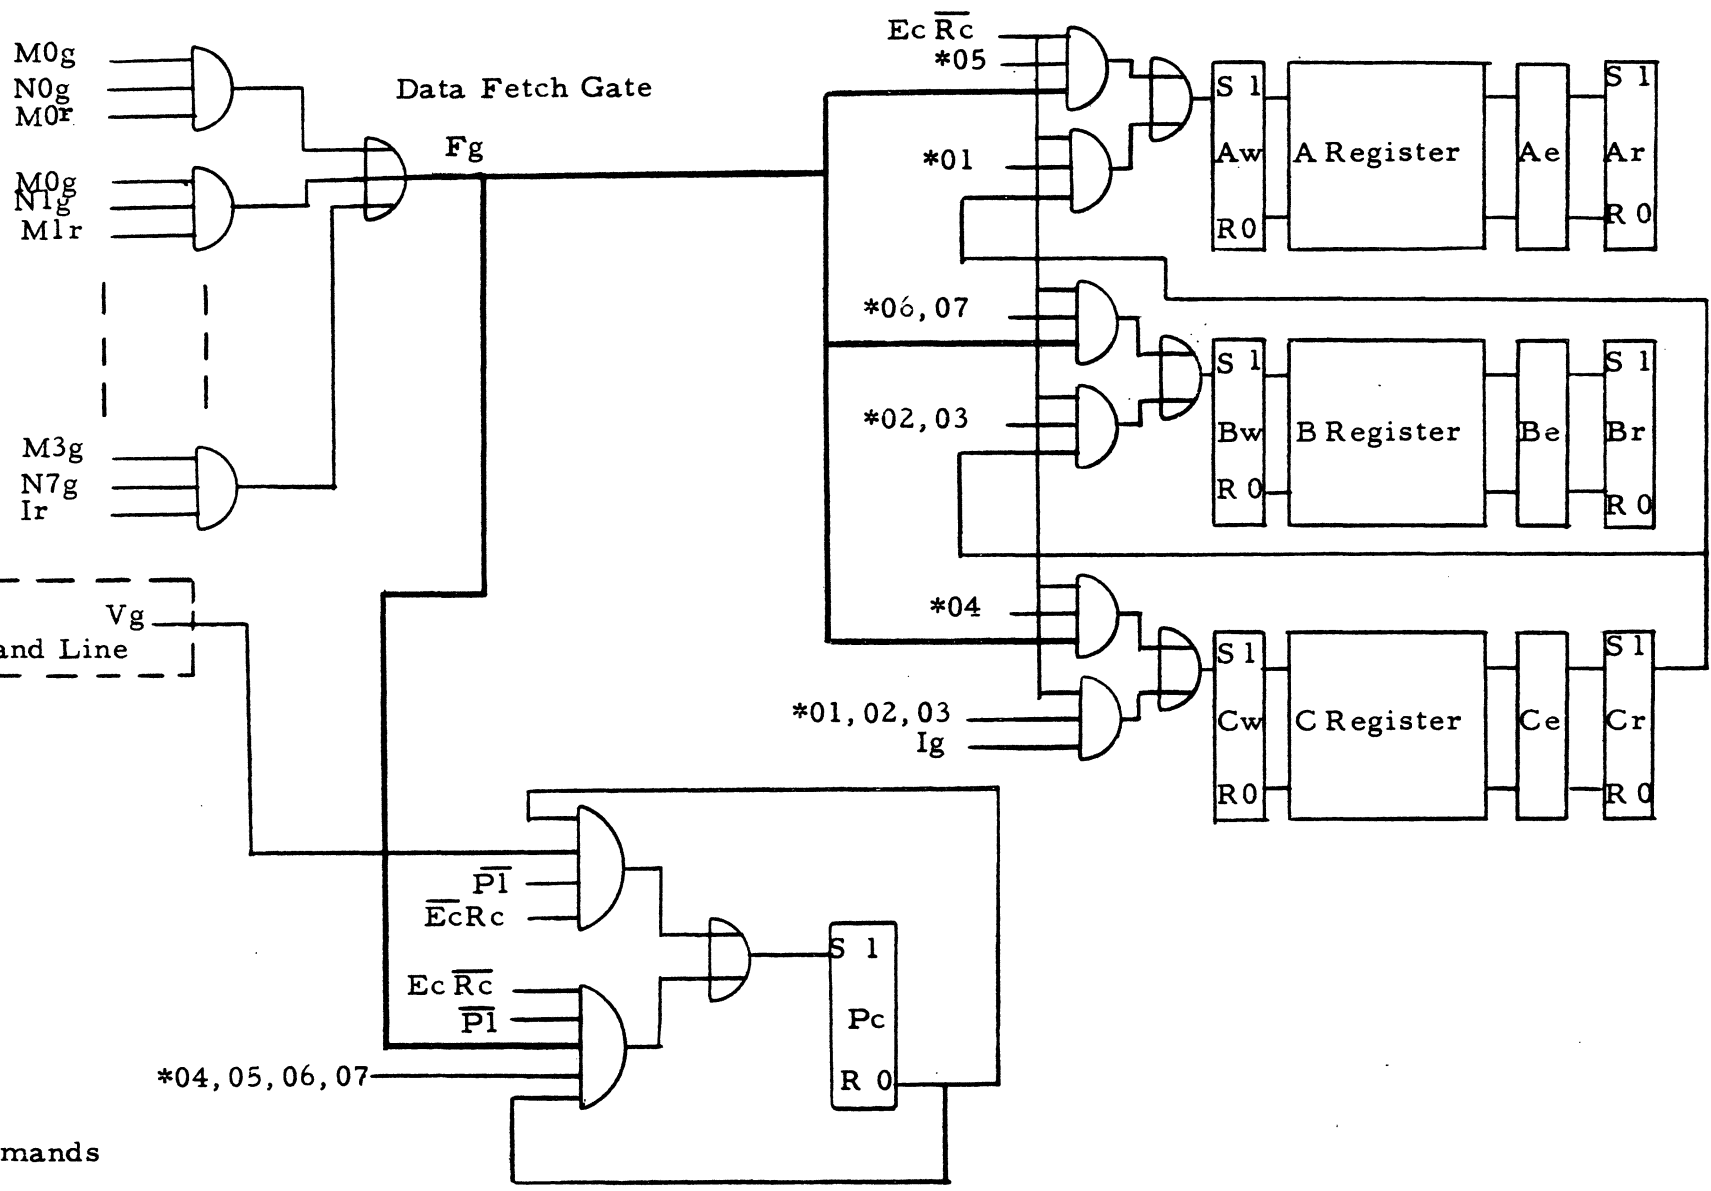 M0g
N0g
M0r
Data Fetch Gate
Fg
M0g
N1g
M1r
M3g
N7g
Ir
Vg
and Line
Ec R̅c̅
*05
*01
S 1
Aw
R0
A Register
Ae
S 1
Ar
R 0
*06,07
*02,03
S 1
Bw
R 0
B Register
Be
S 1
Br
R 0
*04
*01,02,03
Ig
S 1
Cw
R0
C Register
Ce
S 1
Cr
R 0
P̅1̅
E̅c̅Rc
Ec R̅c̅
P̅1̅
*04,05,06,07
S 1
Pc
R 0
mands